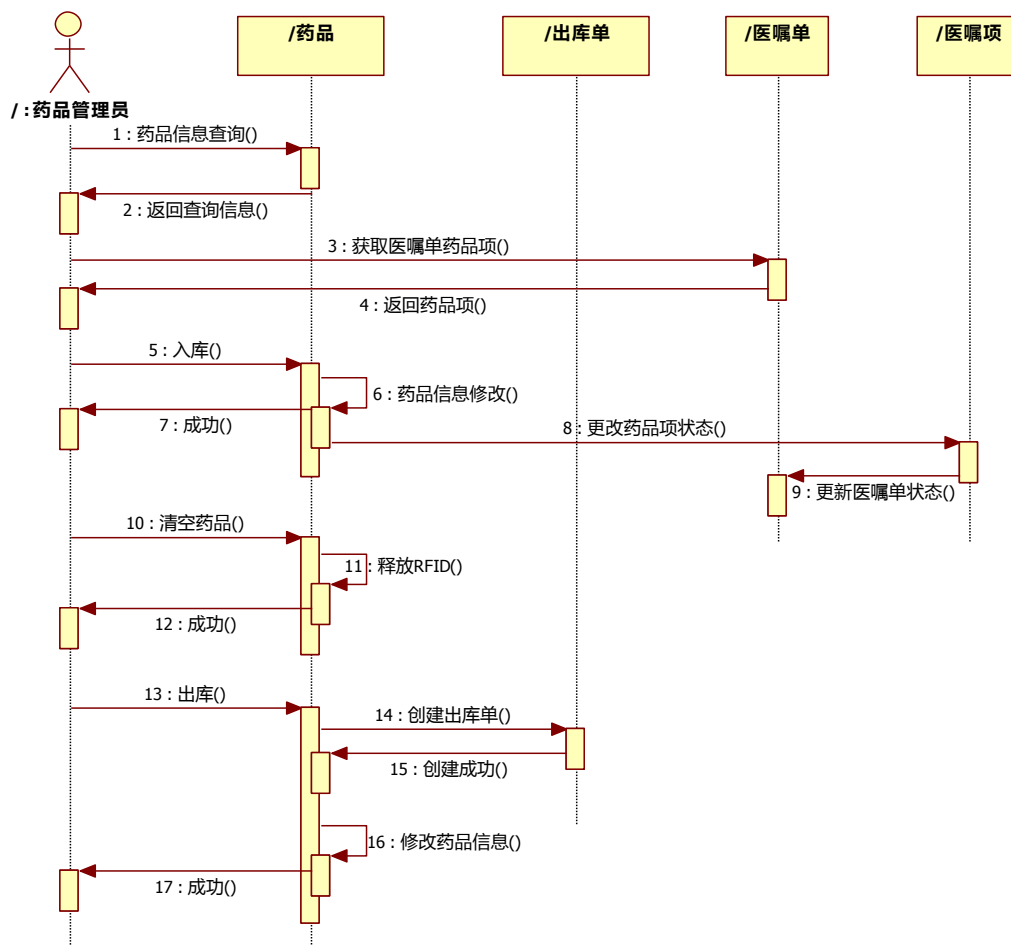 /药品
/出库单
/医嘱单
/医嘱项
/ : 药品管理员
1 : 药品信息查询()
2 : 返回查询信息()
3 : 获取医嘱单药品项()
4 : 返回药品项()
5 : 入库()
6 : 药品信息修改()
7 : 成功()
8 : 更改药品项状态()
9 : 更新医嘱单状态()
10 : 清空药品()
11 : 释放RFID()
12 : 成功()
13 : 出库()
14 : 创建出库单()
15 : 创建成功()
16 : 修改药品信息()
17 : 成功()